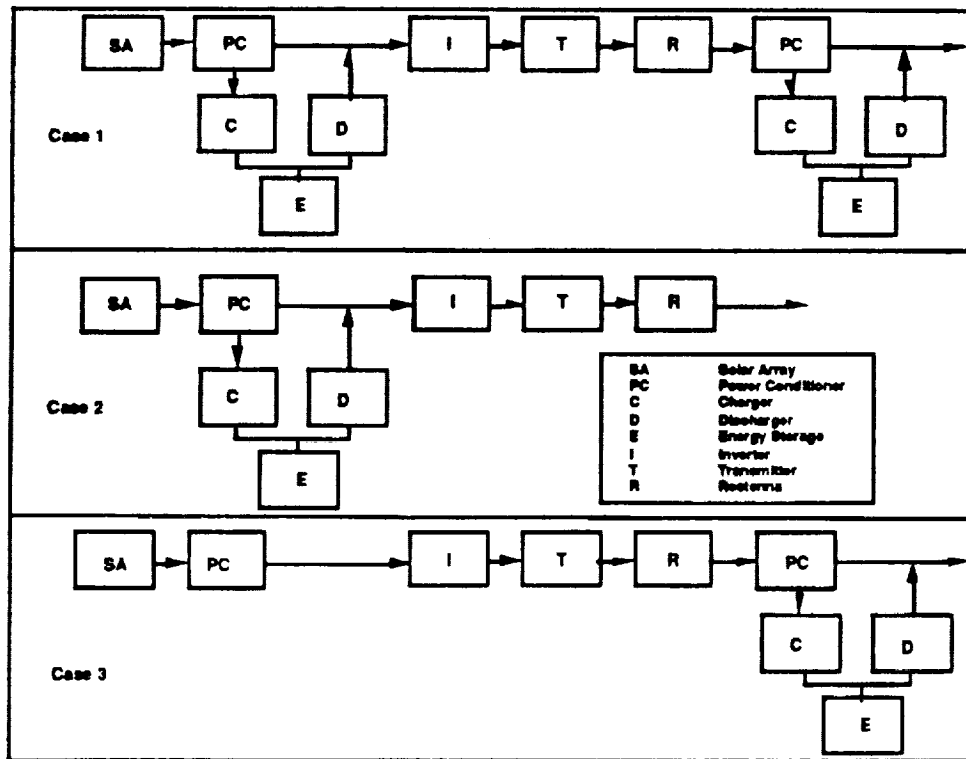 SA PC I T R PC
C D C D
Case 1
E E
SA PC I T R
C D
Case 2
E
SA Solar Array
PC Power Conditioner
C Charger
D Discharger
E Energy Storage
I Inverter
T Transmitter
R Rectenna
SA PC I T R PC
C D
Case 3
E